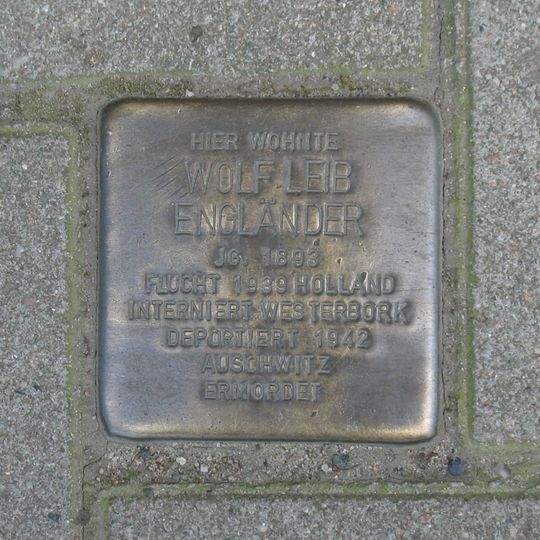 HIER WOHNTE
WOLF LEIB
ENGLÄNDER
JG. 1893
FLUCHT 1939 HOLLAND
INTERNIERT WESTERBORK
DEPORTIERT 1942
AUSCHWITZ
ERMORDET